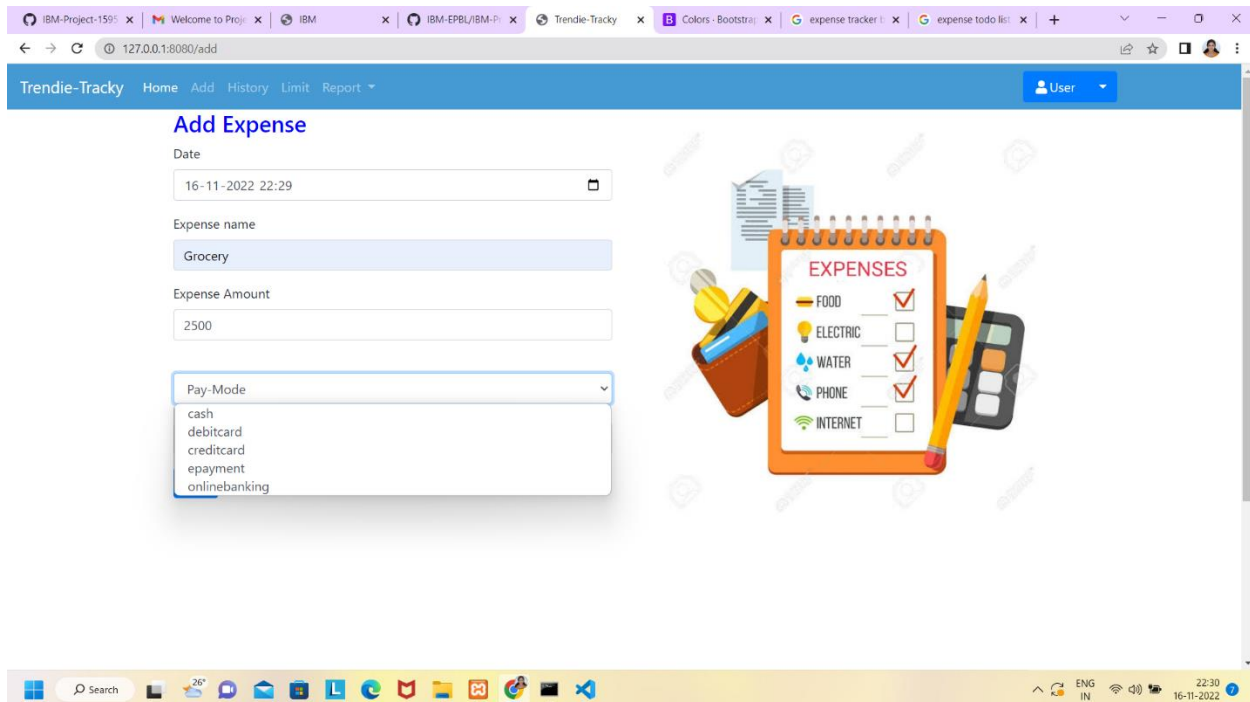 IBM-Project-1595
Welcome to Proje
IBM
IBM-EPBL/IBM-Pr
Trendie-Tracky
Colors · Bootstrap
expense tracker
expense todo list
127.0.0.1:8080/add
Trendie-Tracky Home Add History Limit Report
User
Add Expense
Date
16-11-2022 22:29
Expense name
Grocery
Expense Amount
2500
Pay-Mode
cash
debitcard
creditcard
epayment
onlinebanking
EXPENSES
FOOD
ELECTRIC
WATER
PHONE
INTERNET
Search
26°
ENG
IN
22:30
16-11-2022